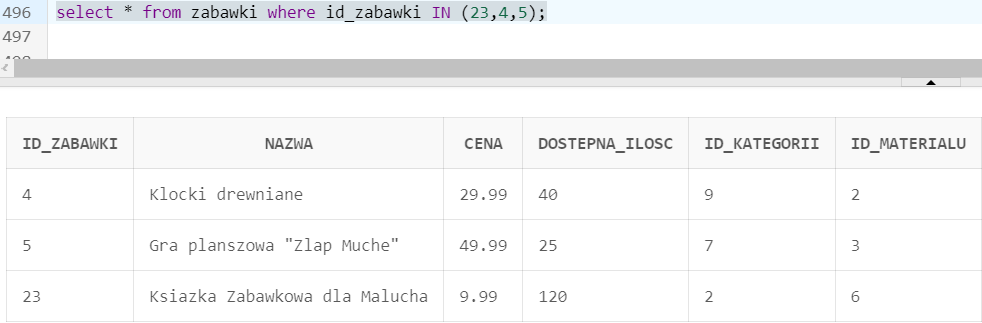 496 select * from zabawki where id_zabawki IN (23,4,5);
497
ID_ZABAWKI NAZWA CENA DOSTEPNA_ILOSC ID_KATEGORII ID_MATERIALU
4 Klocki drewniane 29.99 40 9 2
5 Gra planszowa "Zlap Muche" 49.99 25 7 3
23 Ksiazka Zabawkowa dla Malucha 9.99 120 2 6